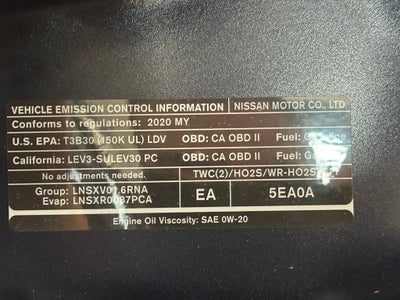 VEHICLE EMISSION CONTROL INFORMATION NISSAN MOTOR CO., LTD
Conforms to regulations: 2020 MY
U.S. EPA: T3B30 (150K UL) LDV OBD: CA OBD II Fuel:
California: LEV3-SULEV30 PC OBD: CA OBD II Fuel:
No adjustments needed. TWC(2)/HO2S/WR-HO2S
Group: LNSXV01.6RNA EA 5EA0A
Evap: LNSXR0087PCA
Engine Oil Viscosity: SAE 0W-20